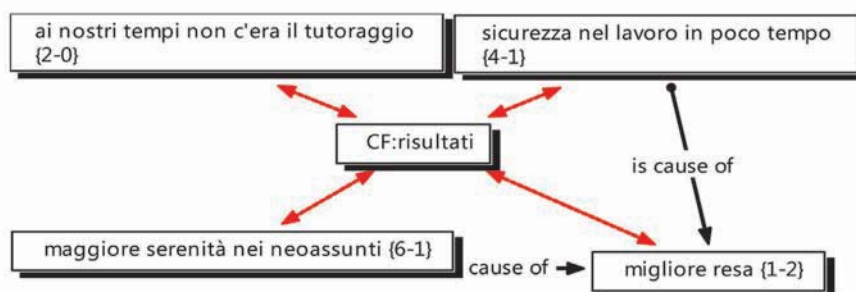 ai nostri tempi non c'era il tutoraggio
{2-0}
sicurezza nel lavoro in poco tempo
{4-1}
CF:risultati
is cause of
maggiore serenità nei neoassunti {6-1}
cause of
migliore resa {1-2}